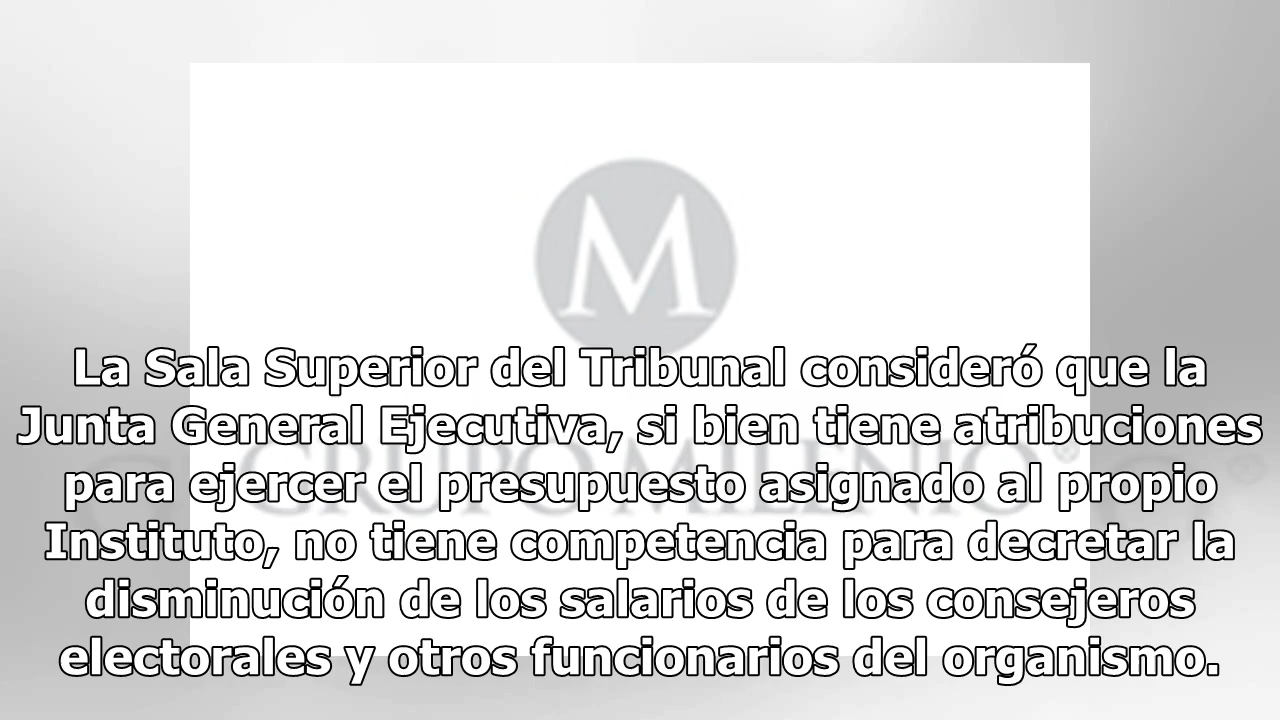 M
La Sala Superior del Tribunal consideró que la
Junta General Ejecutiva, si bien tiene atribuciones
para ejercer el presupuesto asignado al propio
Instituto, no tiene competencia para decretar la
disminución de los salarios de los consejeros
electorales y otros funcionarios del organismo.
GRUPO MILENIO®